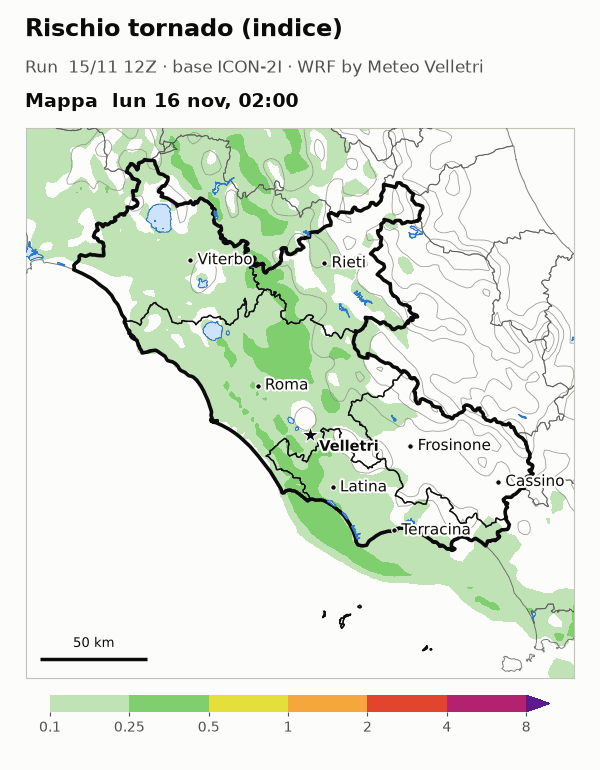 Rischio tornado (indice)
Run  15/11 12Z · base ICON-2I · WRF by Meteo Velletri
Mappa  lun 16 nov, 02:00
Viterbo
Rieti
Roma
Velletri
Frosinone
Cassino
Latina
Terracina
50 km
0.1 0.25 0.5 1 2 4 8